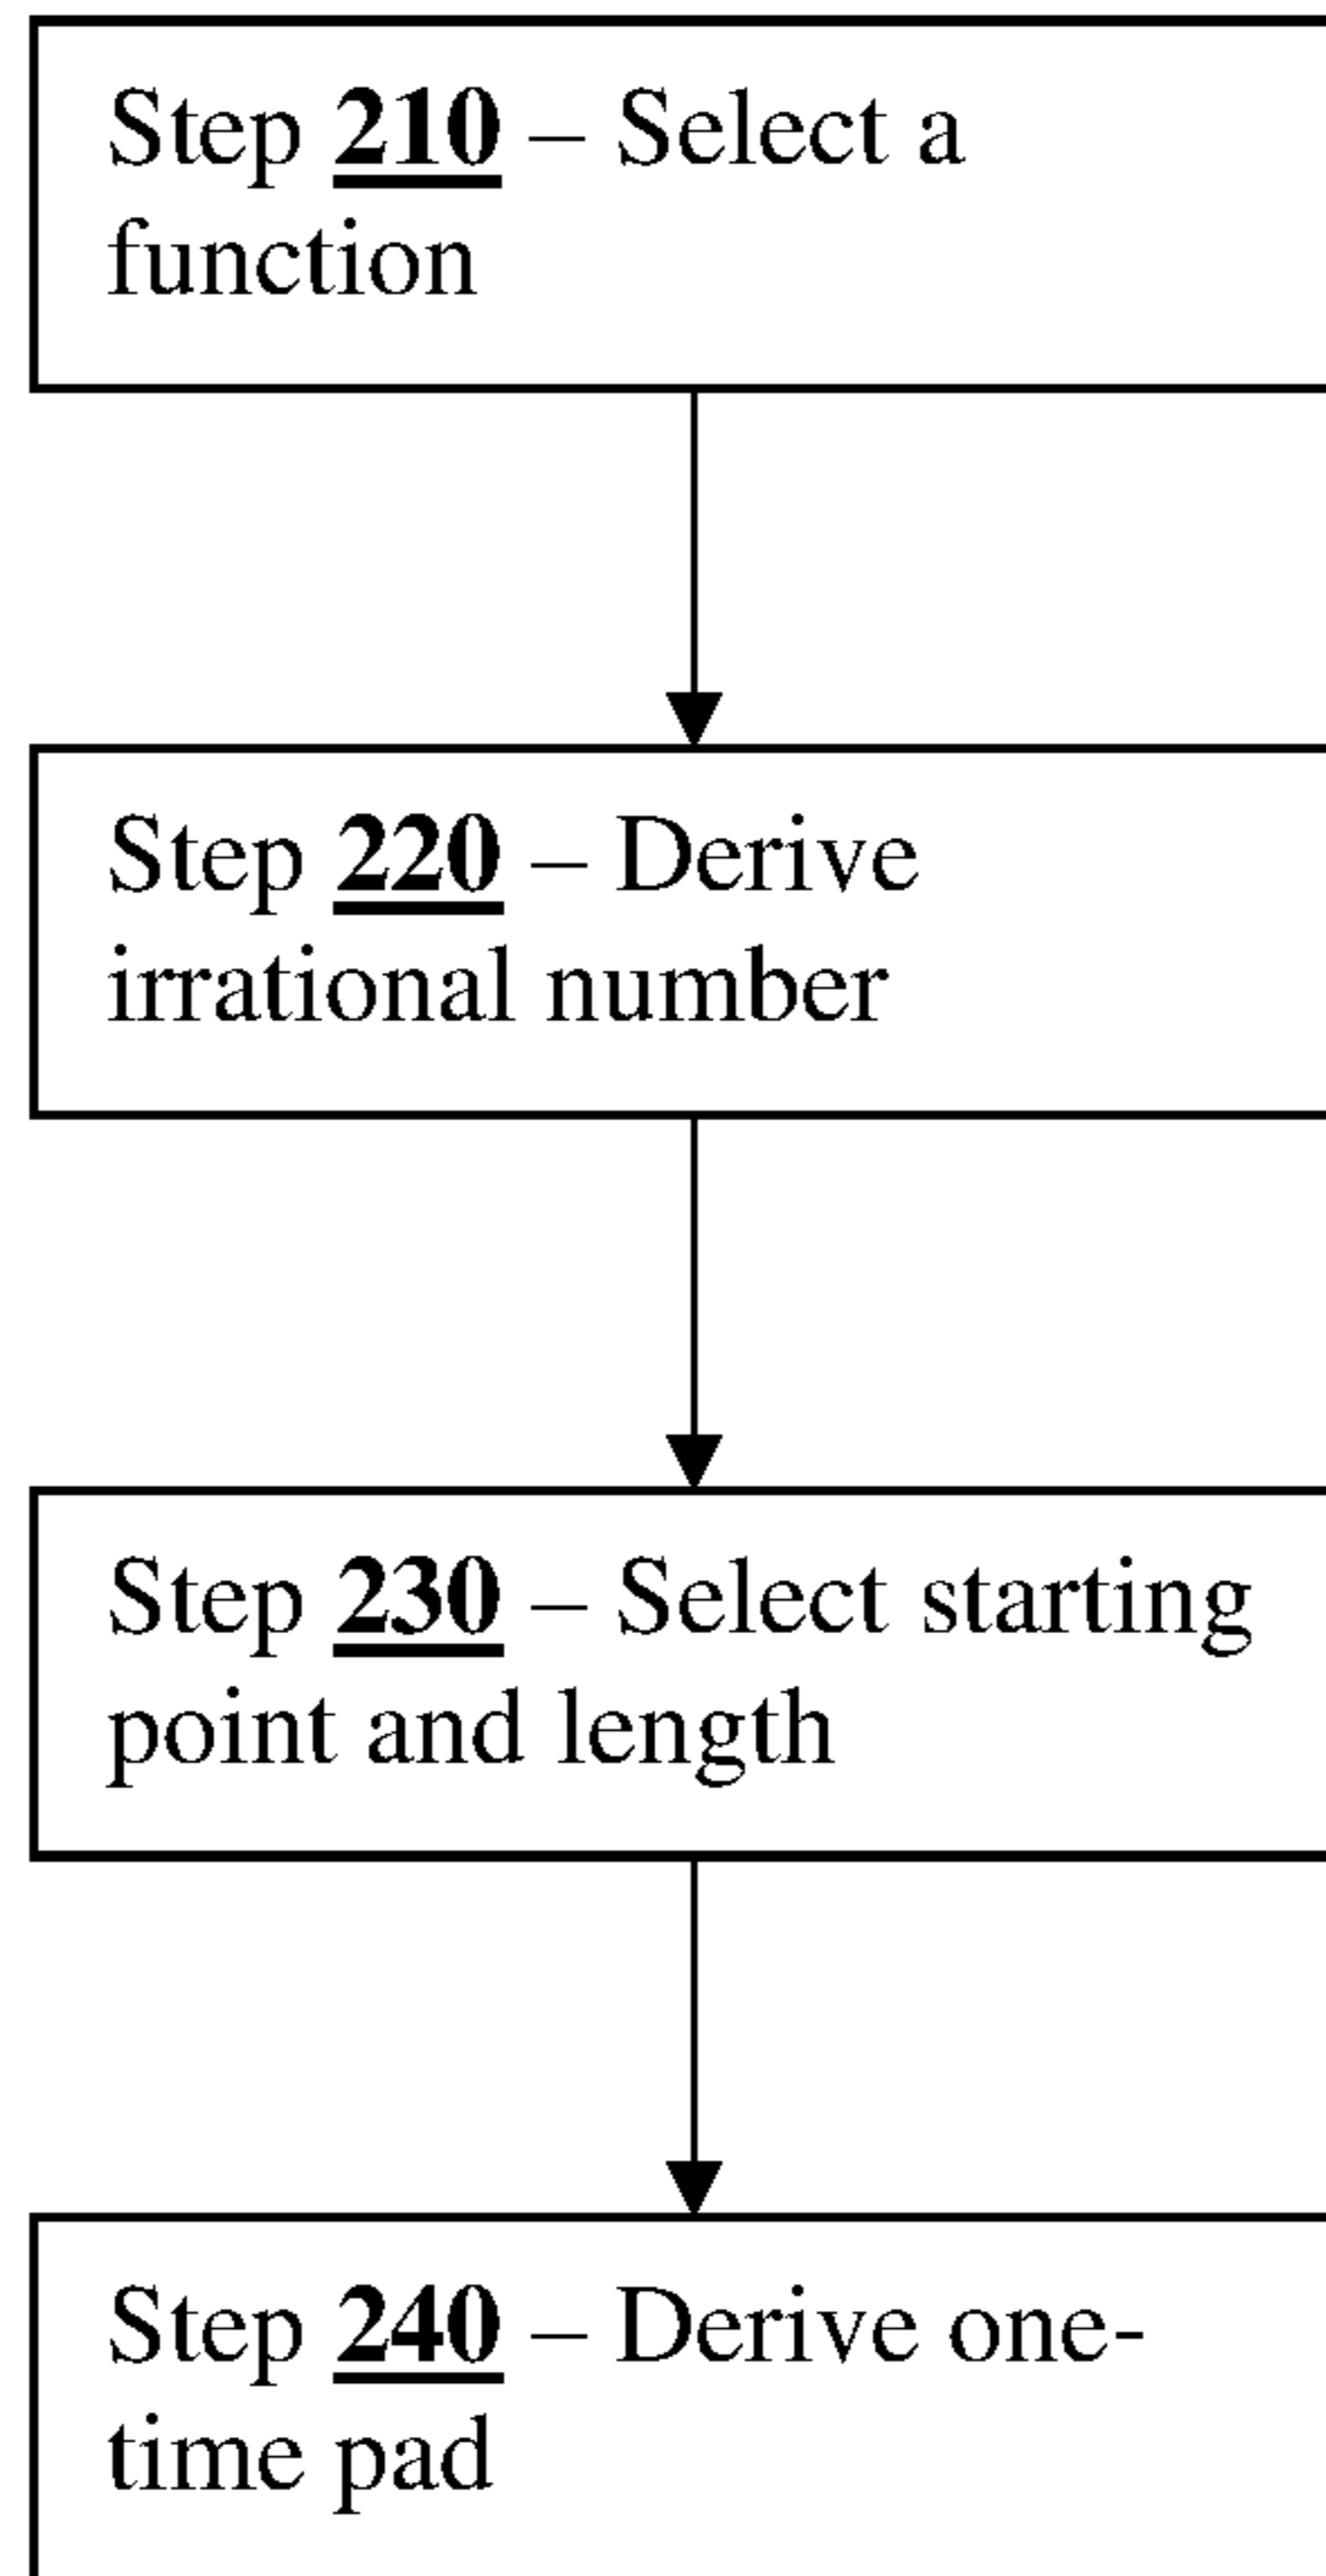 Step 210 – Select a
function
Step 220 – Derive
irrational number
Step 230 – Select starting
point and length
Step 240 – Derive one-
time pad